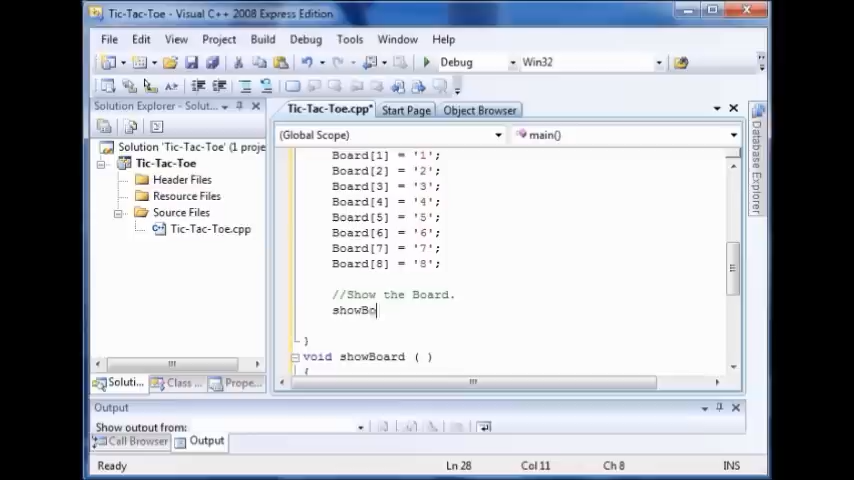 Tic-Tac-Toe - Visual C++ 2008 Express Edition
File Edit View Project Build Debug Tools Window Help
Debug Win32
Solution Explorer - Solut...
Tic-Tac-Toe.cpp* Start Page Object Browser
(Global Scope) main()
Solution 'Tic-Tac-Toe' (1 proje
Tic-Tac-Toe
Header Files
Resource Files
Source Files
Tic-Tac-Toe.cpp
Board[1] = '1';
Board[2] = '2';
Board[3] = '3';
Board[4] = '4';
Board[5] = '5';
Board[6] = '6';
Board[7] = '7';
Board[8] = '8';
//Show the Board.
showBo
}
void showBoard ( )
{
Database Explorer
Soluti... Class ... Prope...
Output
Show output from:
Call Browser Output
Ready Ln 28 Col 11 Ch 8 INS